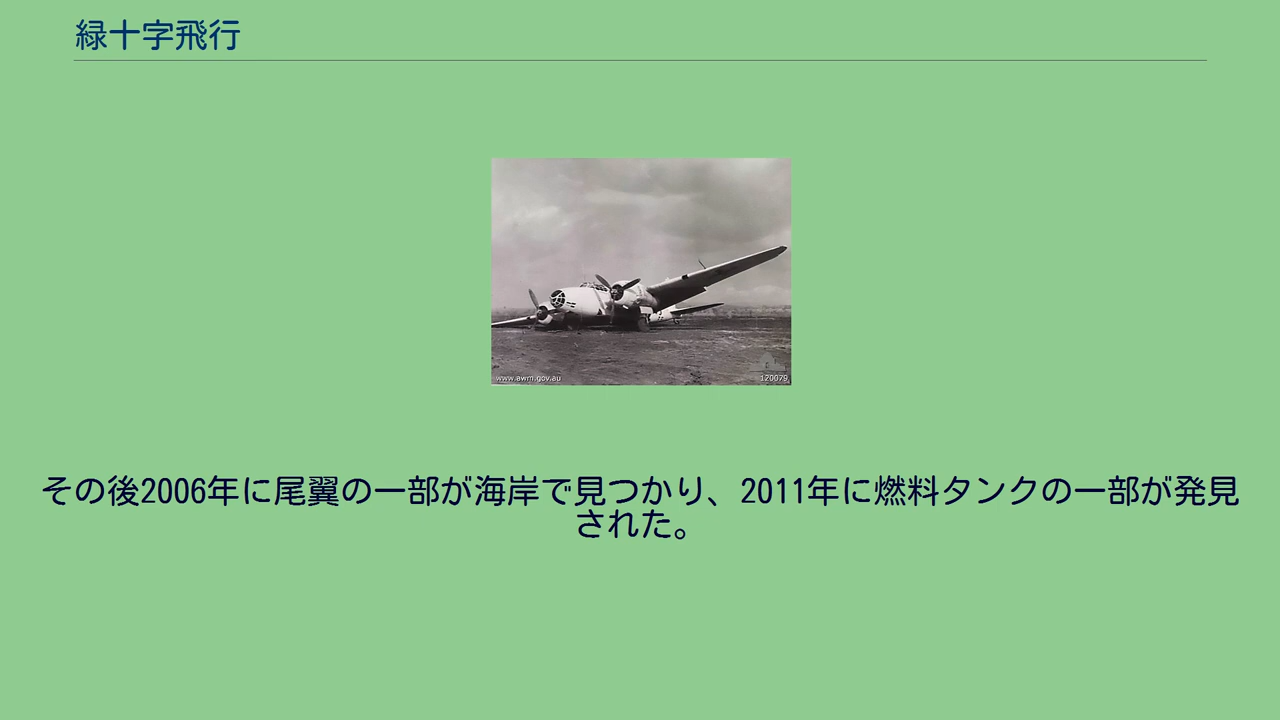 緑十字飛行
www.awm.gov.au
120079
その後2006年に尾翼の一部が海岸で見つかり、2011年に燃料タンクの一部が発見
された。